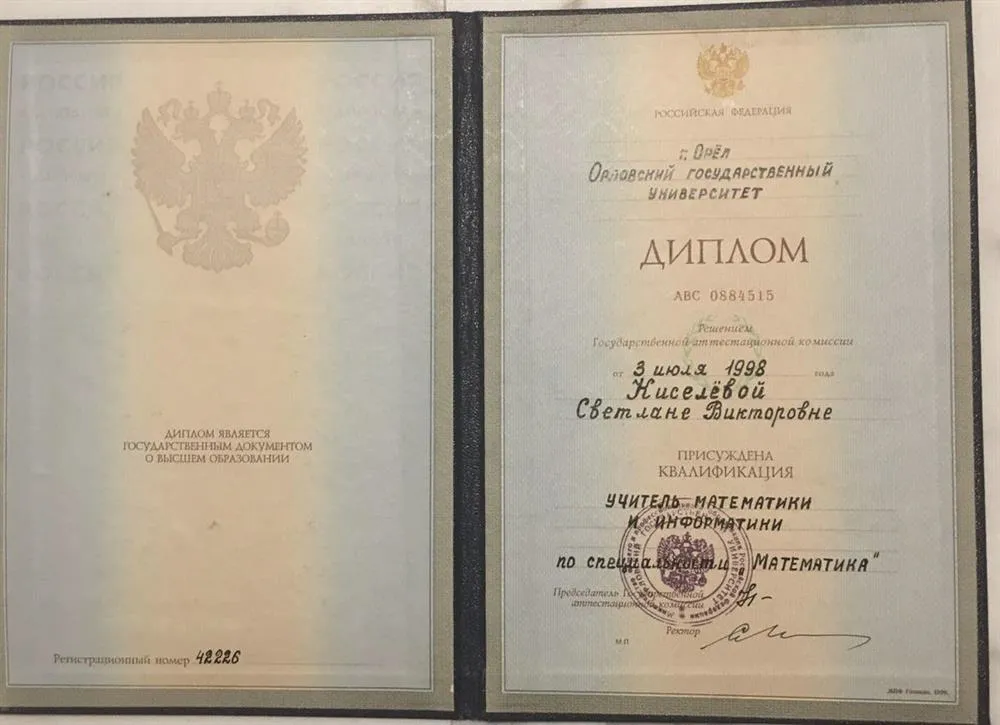 ДИПЛОМ ЯВЛЯЕТСЯ
ГОСУДАРСТВЕННЫМ ДОКУМЕНТОМ
О ВЫСШЕМ ОБРАЗОВАНИИ
Регистрационный номер 42226
РОССИЙСКАЯ ФЕДЕРАЦИЯ
г. Орёл
Орловский государственный
университет
ДИПЛОМ
АВС 0884515
Решением
Государственной аттестационной комиссии
от 3 июля 1998 года
Киселёвой
Светлане Викторовне
ПРИСУЖДЕНА
КВАЛИФИКАЦИЯ
учитель математики
и информатики
по специальности "Математика"
Председатель Государственной
аттестационной комиссии
Ректор
М.П.